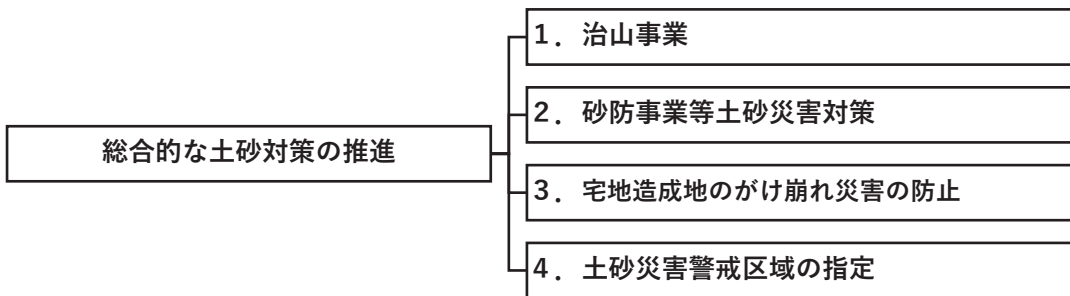 総合的な土砂対策の推進
1．治山事業
2．砂防事業等土砂災害対策
3．宅地造成地のがけ崩れ災害の防止
4．土砂災害警戒区域の指定